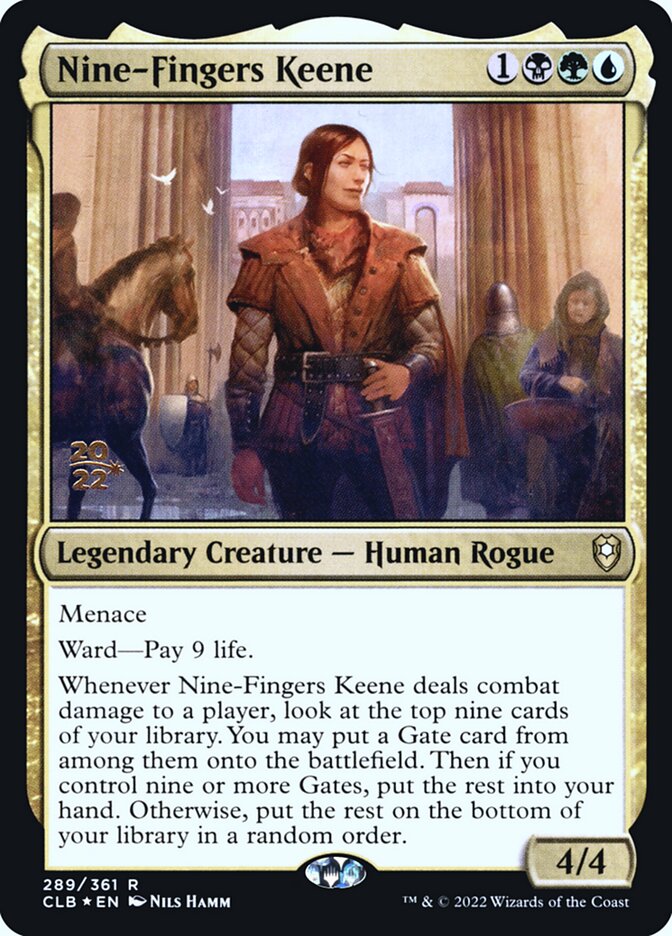 Nine-Fingers Keene 1
20
22
Legendary Creature — Human Rogue
Menace
Ward—Pay 9 life.
Whenever Nine-Fingers Keene deals combat
damage to a player, look at the top nine cards
of your library. You may put a Gate card from
among them onto the battlefield. Then if you
control nine or more Gates, put the rest into your
hand. Otherwise, put the rest on the bottom of
your library in a random order.
4/4
289/361 R
CLB ★ EN Nils Hamm ™ & © 2022 Wizards of the Coast